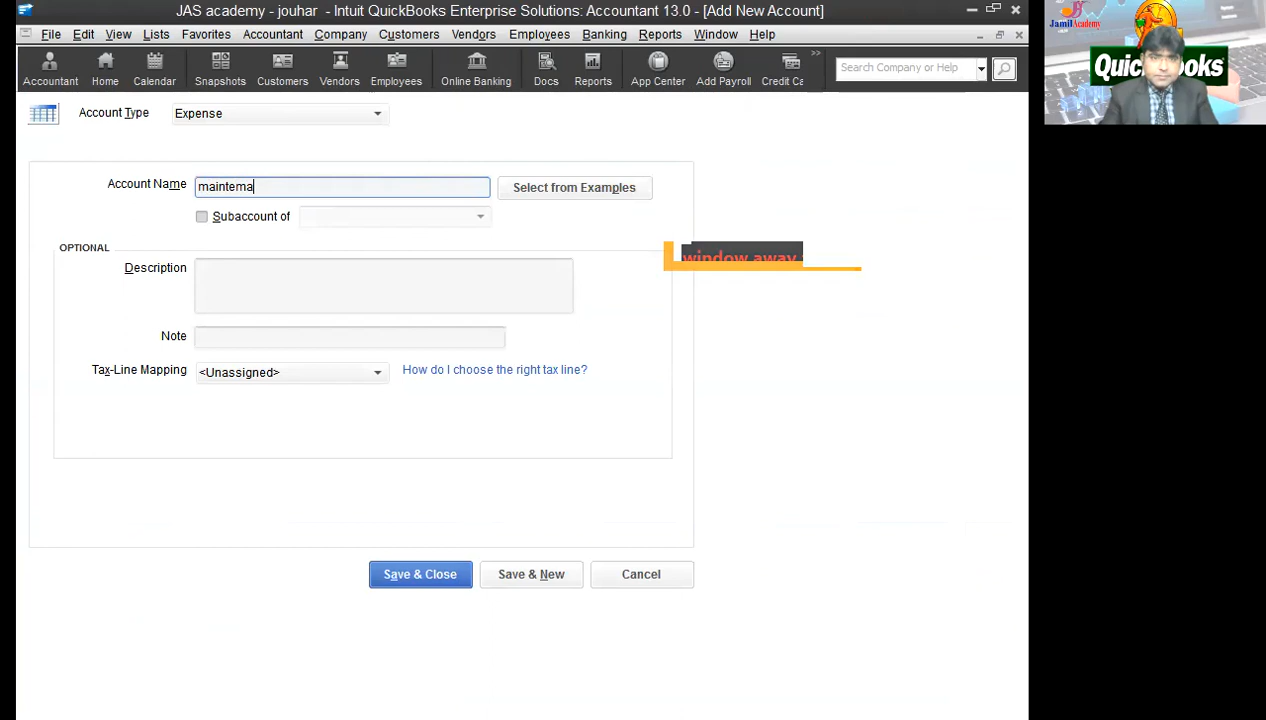 JAS academy - jouhar - Intuit QuickBooks Enterprise Solutions: Accountant 13.0 - [Add New Account]
File Edit View Lists Favorites Accountant Company Customers Vendors Employees Banking Reports Window Help
Accountant Home Calendar Snapshots Customers Vendors Employees Online Banking Docs Reports App Center Add Payroll Credit Ca
Search Company or Help
Jamil Academy
QuickBooks
Account Type Expense
Account Name maintema Select from Examples
Subaccount of
OPTIONAL
window away
Description
Note
Tax-Line Mapping <Unassigned> How do I choose the right tax line?
Save & Close Save & New Cancel